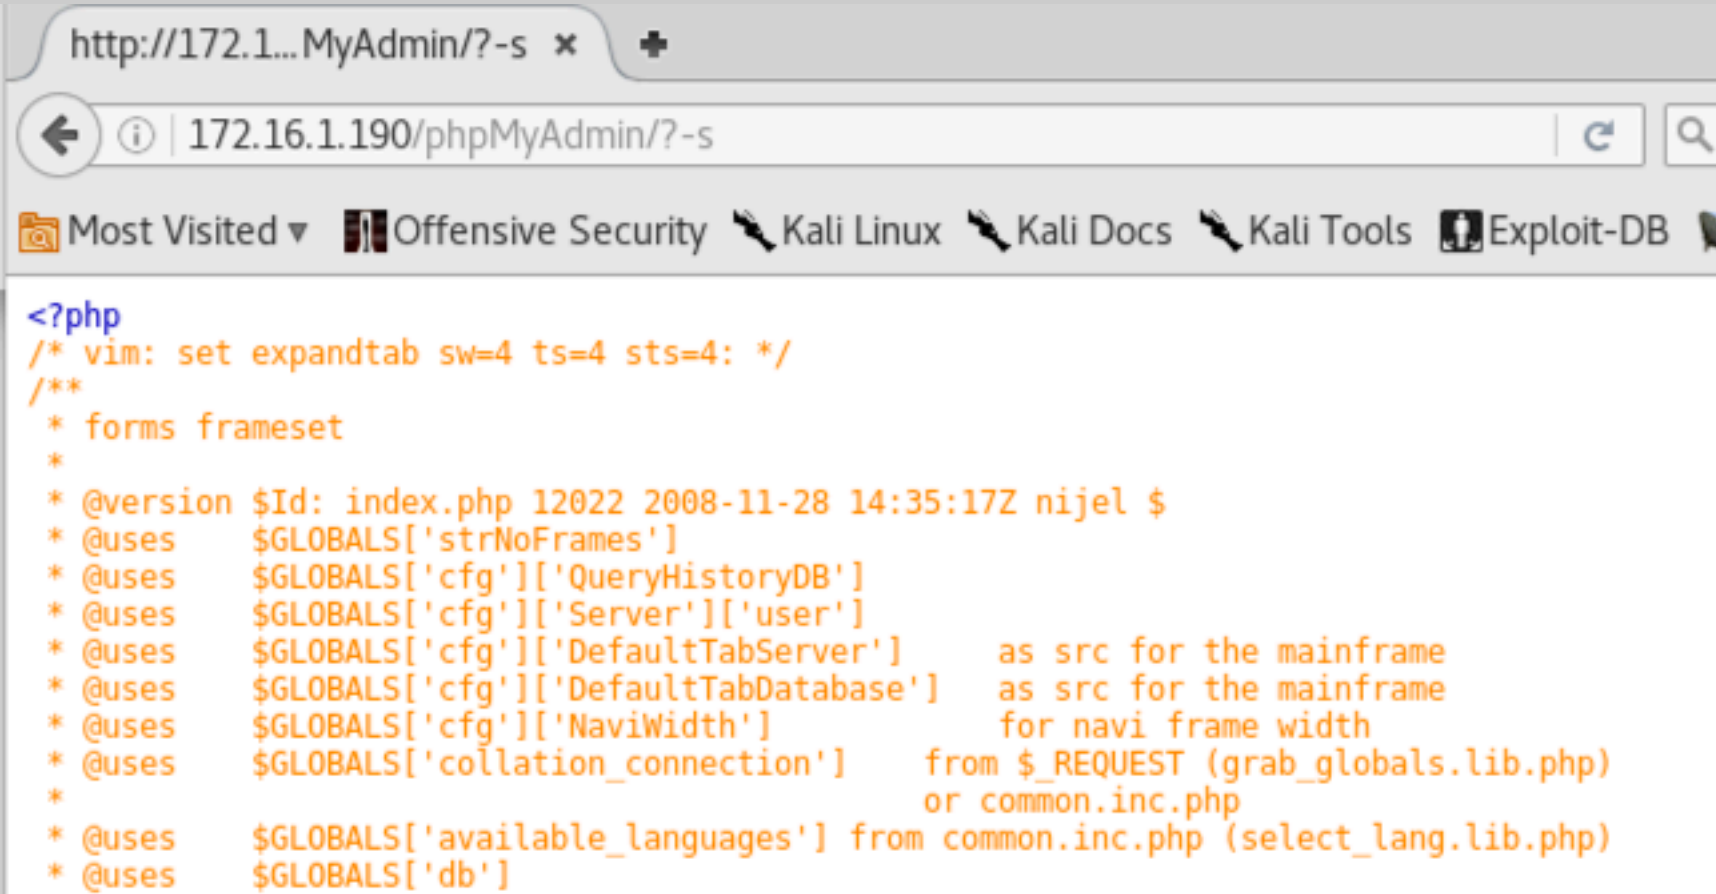 http://172.1...MyAdmin/?-s
172.16.1.190/phpMyAdmin/?-s
Most Visited Offensive Security Kali Linux Kali Docs Kali Tools Exploit-DB
<?php
/* vim: set expandtab sw=4 ts=4 sts=4: */
/**
 * forms frameset
 *
 * @version $Id: index.php 12022 2008-11-28 14:35:17Z nijel $
 * @uses    $GLOBALS['strNoFrames']
 * @uses    $GLOBALS['cfg']['QueryHistoryDB']
 * @uses    $GLOBALS['cfg']['Server']['user']
 * @uses    $GLOBALS['cfg']['DefaultTabServer']     as src for the mainframe
 * @uses    $GLOBALS['cfg']['DefaultTabDatabase']   as src for the mainframe
 * @uses    $GLOBALS['cfg']['NaviWidth']            for navi frame width
 * @uses    $GLOBALS['collation_connection']    from $_REQUEST (grab_globals.lib.php)
 *                                              or common.inc.php
 * @uses    $GLOBALS['available_languages'] from common.inc.php (select_lang.lib.php)
 * @uses    $GLOBALS['db']